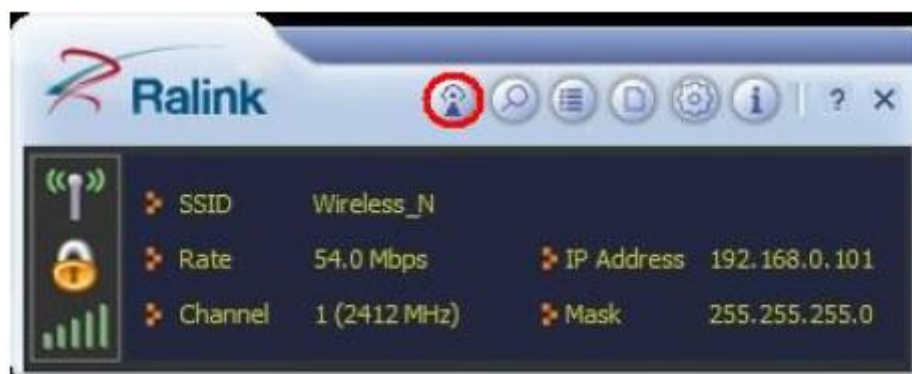 Ralink
? ×
SSID Wireless_N
Rate 54.0 Mbps IP Address 192.168.0.101
Channel 1 (2412 MHz) Mask 255.255.255.0